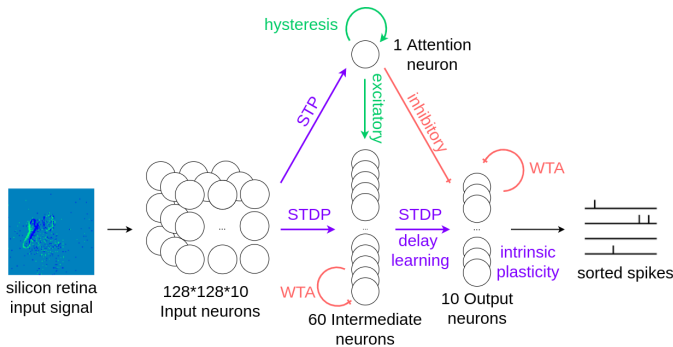 hysteresis
1 Attention
neuron
STP
excitatory
inhibitory
WTA
STDP
...
...
STDP
...
delay
learning
intrinsic
plasticity
sorted spikes
silicon retina
input signal
128*128*10
Input neurons
WTA
60 Intermediate
neurons
10 Output
neurons